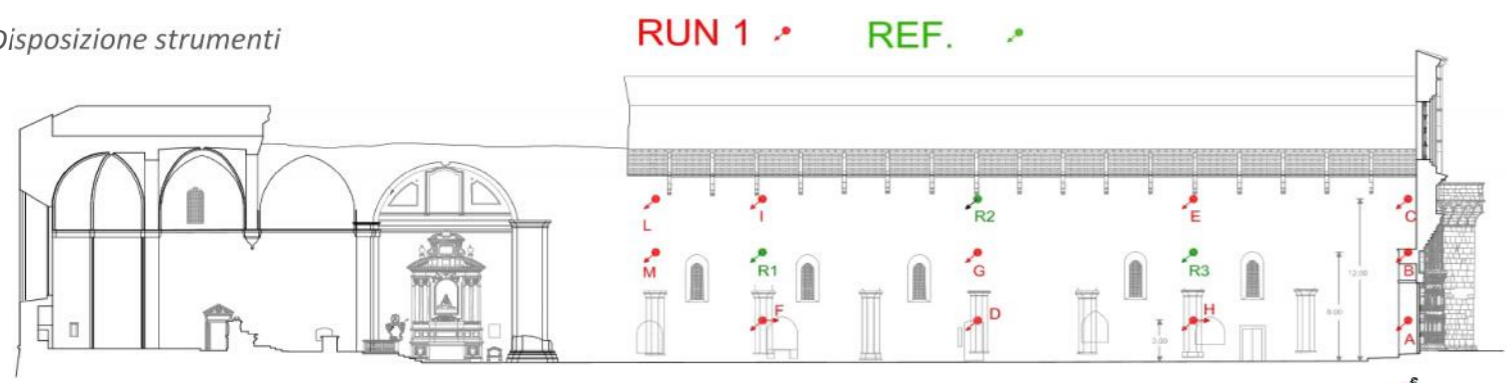 Disposizione strumenti
RUN 1 REF.
L I R2 E C
M R1 G R3 B
12.00
8.00
F D H
3.00
A